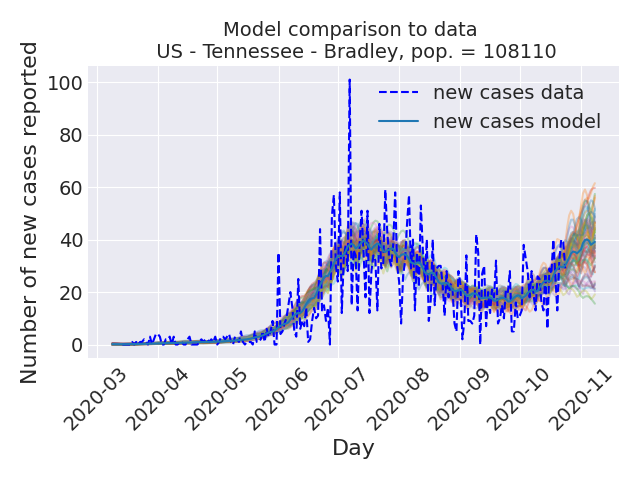 Model comparison to data
US - Tennessee - Bradley, pop. = 108110
Number of new cases reported
100
80
60
40
20
0
new cases data
new cases model
2020-03
2020-04
2020-05
2020-06
2020-07
2020-08
2020-09
2020-10
2020-11
Day